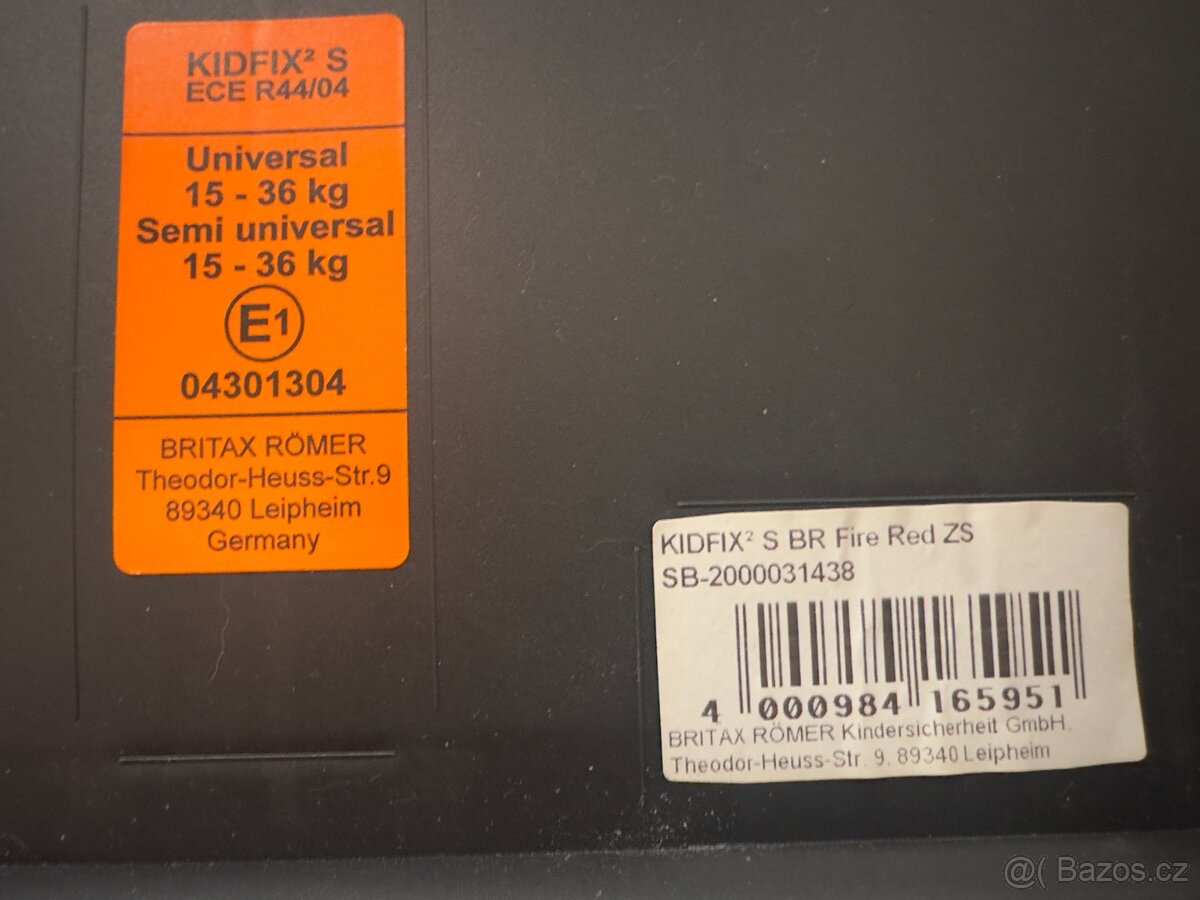 KIDFIX² S
ECE R44/04
Universal
15 - 36 kg
Semi universal
15 - 36 kg
E1
04301304
BRITAX RÖMER
Theodor-Heuss-Str.9
89340 Leipheim
Germany
KIDFIX² S BR Fire Red ZS
SB-2000031438
4 000984 165951
BRITAX RÖMER Kindersicherheit GmbH.
Theodor-Heuss-Str. 9. 89340 Leipheim
@( Bazos.cz